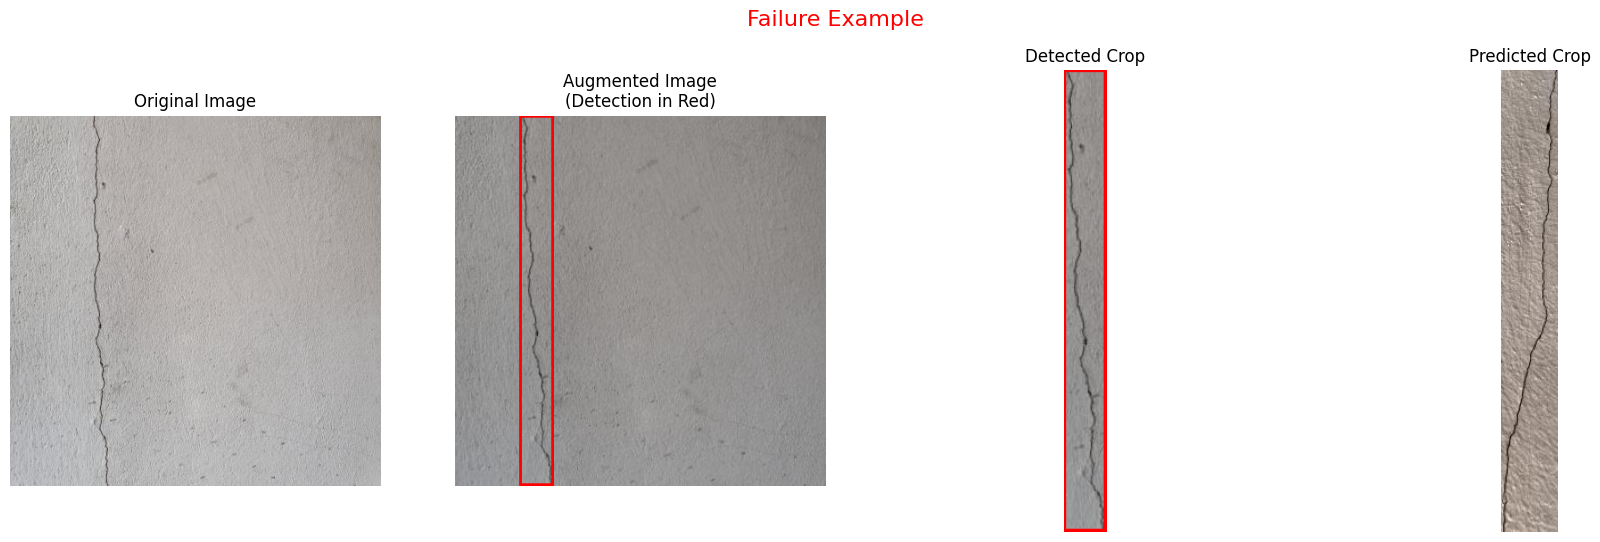 Failure Example
Original Image
Augmented Image
(Detection in Red)
Detected Crop
Predicted Crop